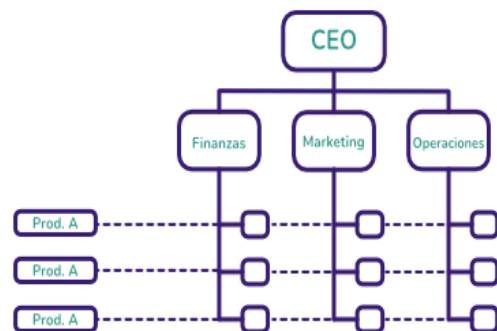 CEO
Finanzas
Marketing
Operaciones
Prod. A
Prod. A
Prod. A